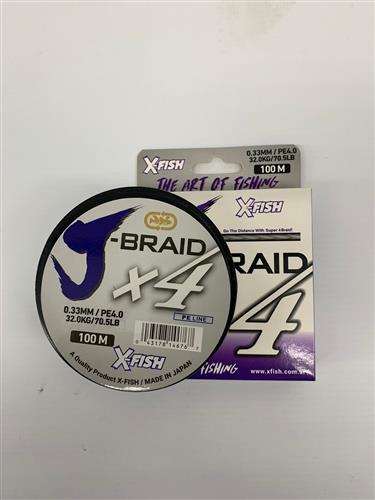 X-FISH
0.33MM / PE4.0
32.0KG/70.5LB
100 M
THE ART OF FISHING
X-FISH
Go The Distance With Super 4Braid!
RAID
4
FISHING
www.xfish.com
J-BRAID
x4
0.33MM / PE4.0
32.0KG/70.5LB
PE LINE
100 M
X-FISH
A Quality Product X-FISH / MADE IN JAPAN